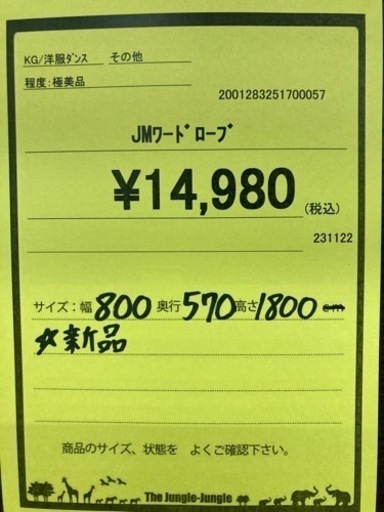 KG/洋服ﾀﾞﾝｽ その他
程度:極美品
2001283251700057
JMﾜｰﾄﾞﾛｰﾌﾞ
¥14,980(税込)
231122
サイズ:幅800 奥行570高さ1800cm
☆新品
商品のサイズ、状態を よくご確認下さい。
The Jungle-Jungle